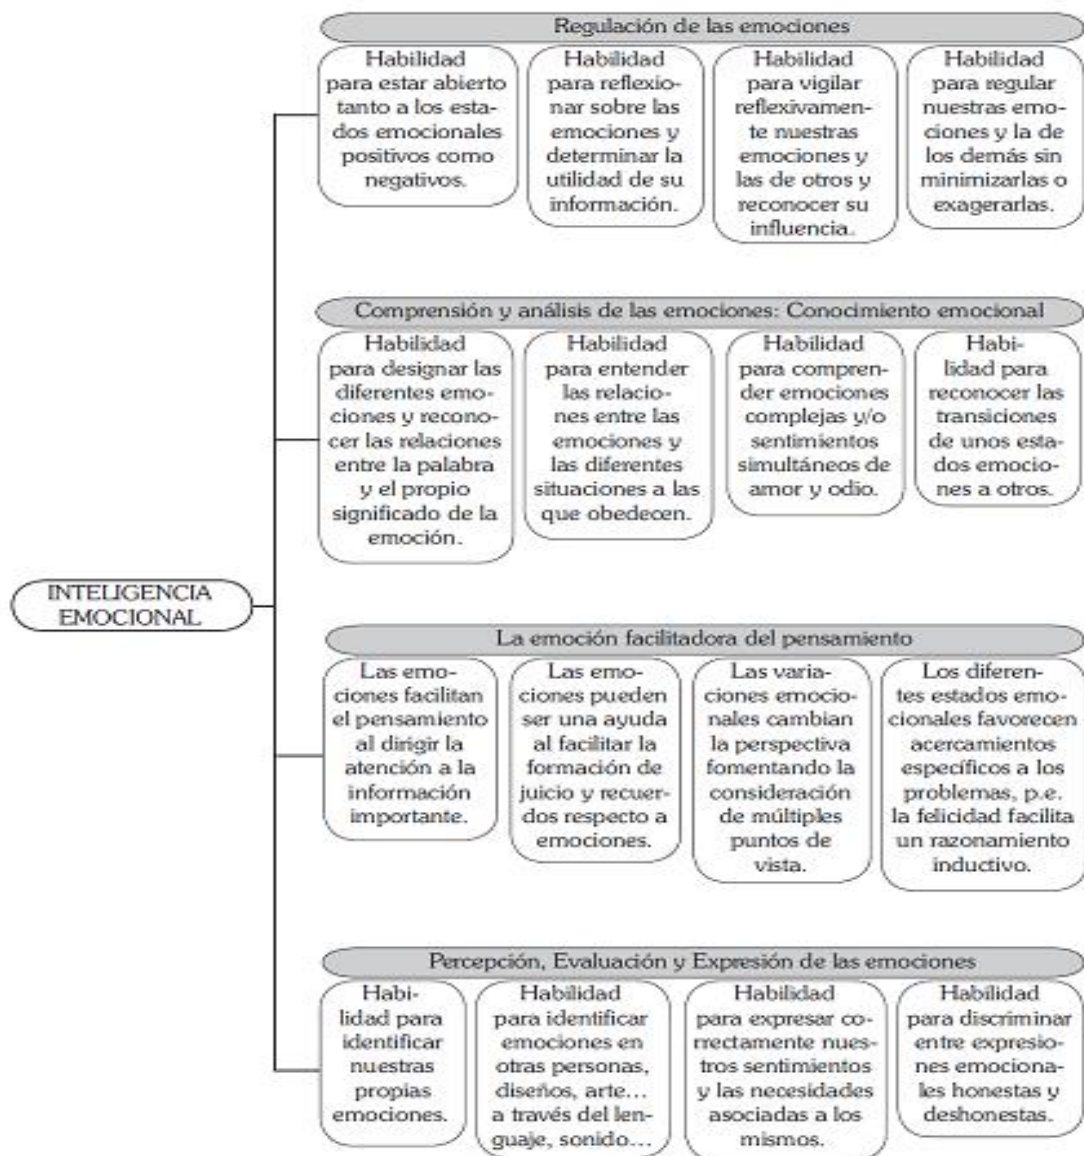 Regulación de las emociones
Habilidad
para estar abierto
tanto a los esta-
dos emocionales
positivos como
negativos.
Habilidad
para reflexio-
nar sobre las
emociones y
determinar la
utilidad de su
información.
Habilidad
para vigilar
reflexivamen-
te nuestras
emociones y
las de otros y
reconocer su
influencia.
Habilidad
para regular
nuestras emo-
ciones y la de
los demás sin
minimizarlas o
exagerarlas.
Comprensión y análisis de las emociones: Conocimiento emocional
Habilidad
para designar las
diferentes emo-
ciones y recono-
cer las relaciones
entre la palabra
y el propio
significado de la
emoción.
Habilidad
para entender
las relacio-
nes entre las
emociones y
las diferentes
situaciones a las
que obedecen.
Habilidad
para compren-
der emociones
complejas y/o
sentimientos
simultáneos de
amor y odio.
Habi-
lidad para
reconocer las
transiciones
de unos esta-
dos emocio-
nes a otros.
INTELIGENCIA
EMOCIONAL
La emoción facilitadora del pensamiento
Las emo-
ciones facilitan
el pensamiento
al dirigir la
atención a la
información
importante.
Las emo-
ciones pueden
ser una ayuda
al facilitar la
formación de
juicio y recuer-
dos respecto a
emociones.
Las varia-
ciones emocio-
nales cambian
la perspectiva
fomentando la
consideración
de múltiples
puntos de
vista.
Los diferen-
tes estados emo-
cionales favorecen
acercamientos
específicos a los
problemas, p.e.
la felicidad facilita
un razonamiento
inductivo.
Percepción, Evaluación y Expresión de las emociones
Habi-
lidad para
identificar
nuestras
propias
emociones.
Habilidad
para identificar
emociones en
otras personas,
diseños, arte...
a través del len-
guaje, sonido...
Habilidad
para expresar co-
rrectamente nues-
tros sentimientos
y las necesidades
asociadas a los
mismos.
Habilidad
para discriminar
entre expresio-
nes emociona-
les honestas y
deshonestas.